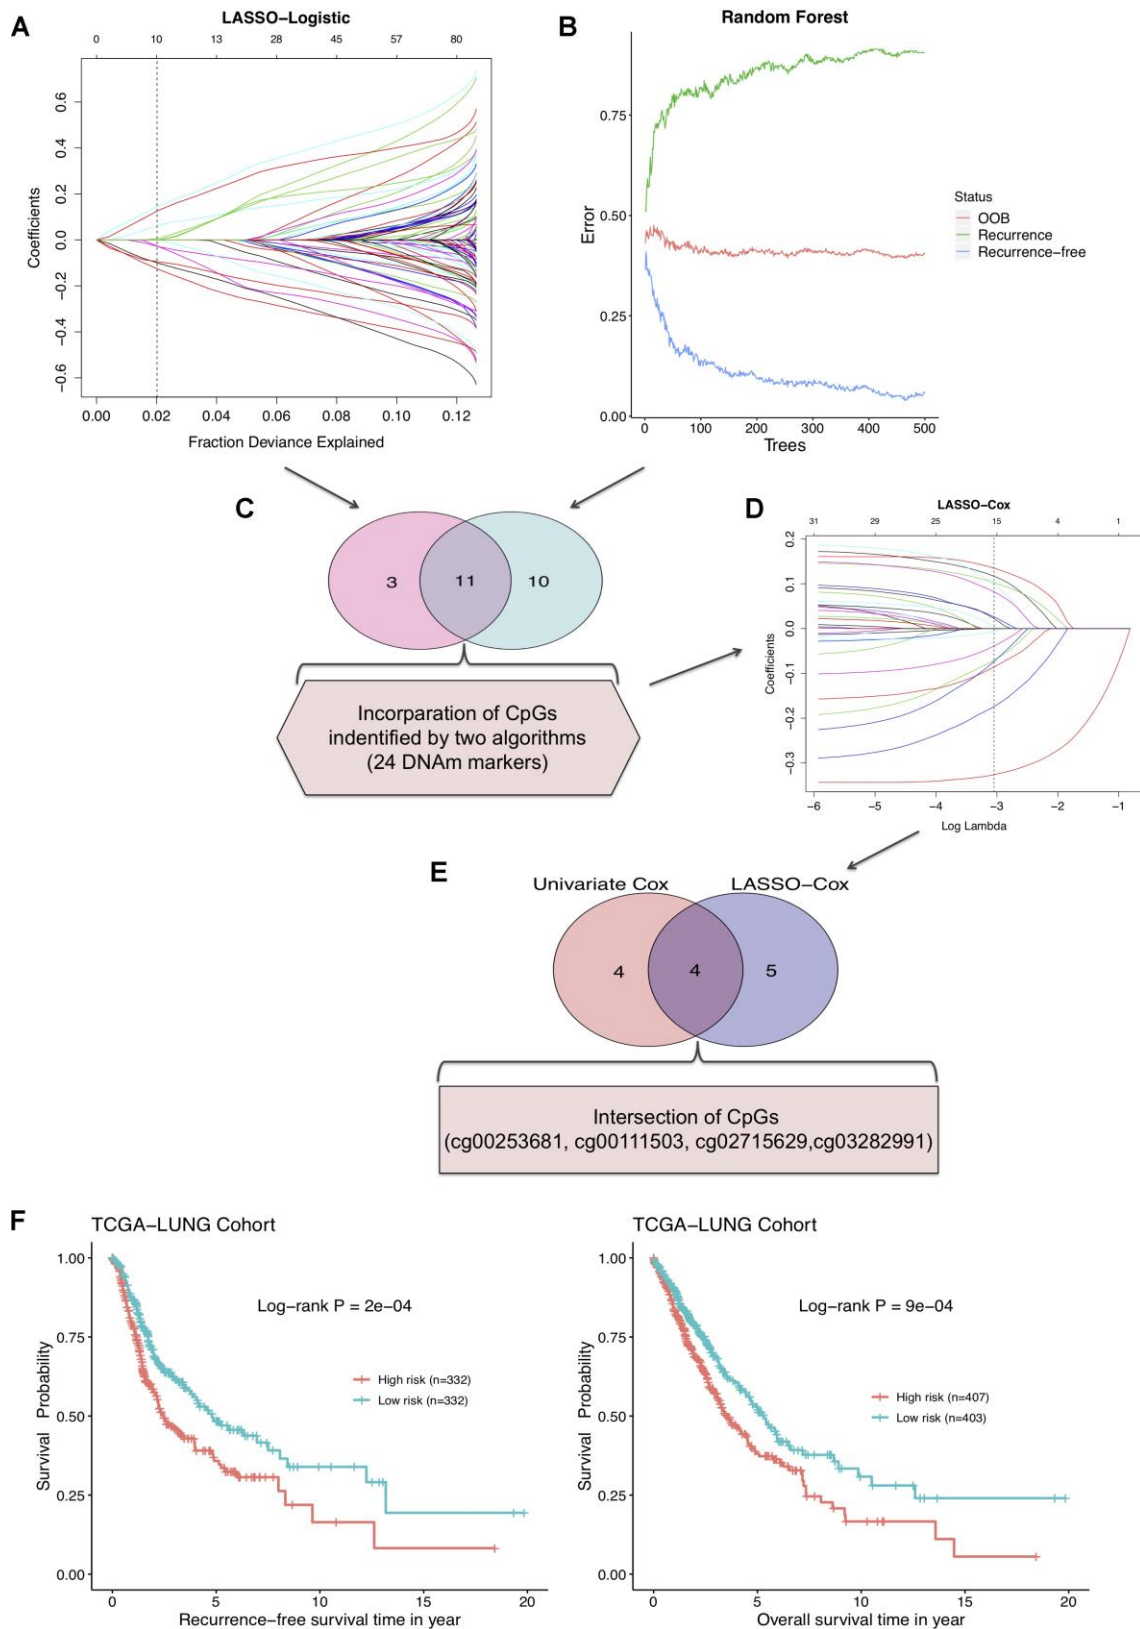 A
LASSO-Logistic
0 10 13 28 45 57 80
Coefficients
0.6
0.4
0.2
0.0
-0.2
-0.4
-0.6
0.00 0.02 0.04 0.06 0.08 0.10 0.12
Fraction Deviance Explained
B
Random Forest
Error
0.75
0.50
0.25
0.00
0 100 200 300 400 500
Trees
Status
OOB
Recurrence
Recurrence-free
C
3 11 10
Incorparation of CpGs
indentified by two algorithms
(24 DNAm markers)
D
LASSO-Cox
31 29 25 15 4 1
Coefficients
0.2
0.1
0.0
-0.1
-0.2
-0.3
-6 -5 -4 -3 -2 -1
Log Lambda
E
Univariate Cox LASSO-Cox
4 4 5
Intersection of CpGs
(cg00253681, cg00111503, cg02715629,cg03282991)
F
TCGA-LUNG Cohort
Survival Probability
1.00
0.75
0.50
0.25
0.00
Log-rank P = 2e-04
High risk (n=332)
Low risk (n=332)
0 5 10 15 20
Recurrence-free survival time in year
TCGA-LUNG Cohort
Survival Probability
1.00
0.75
0.50
0.25
0.00
Log-rank P = 9e-04
High risk (n=407)
Low risk (n=403)
0 5 10 15 20
Overall survival time in year